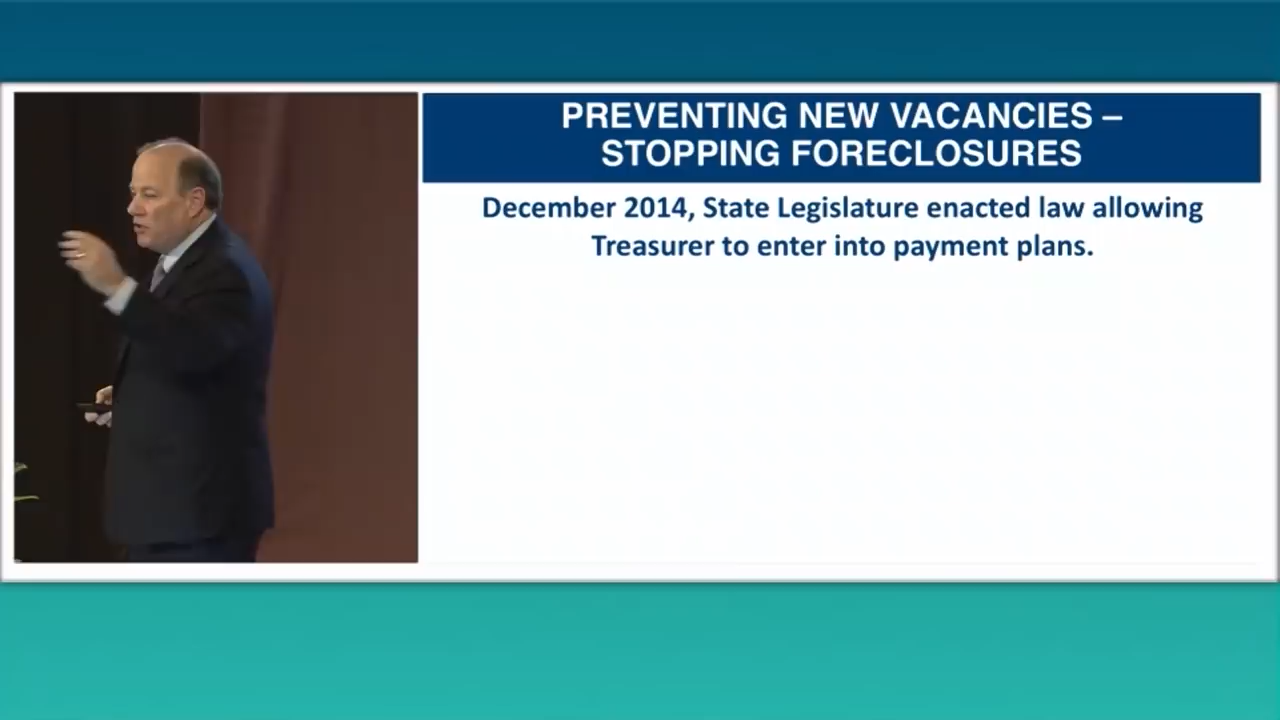 PREVENTING NEW VACANCIES –
STOPPING FORECLOSURES
December 2014, State Legislature enacted law allowing
Treasurer to enter into payment plans.